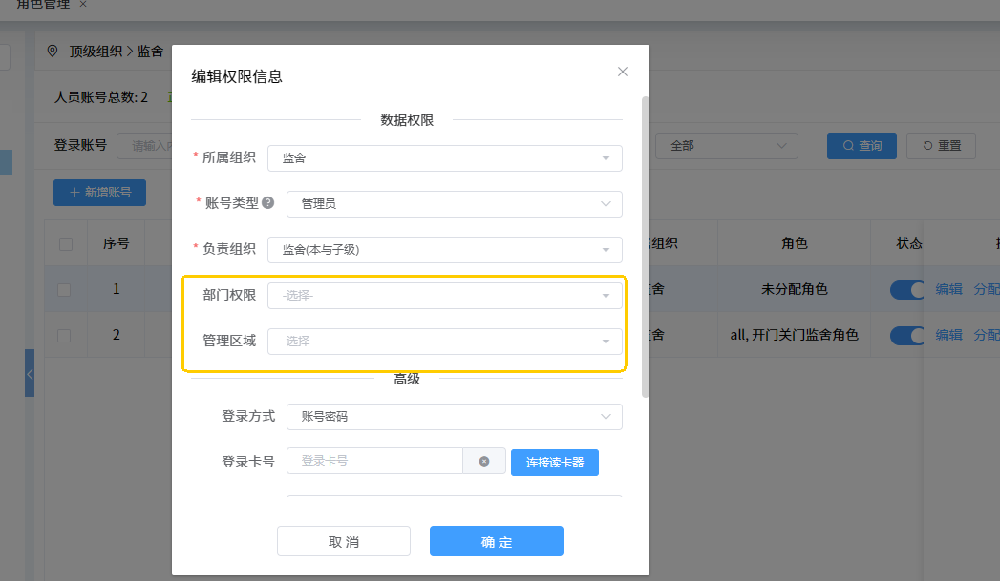 角色管理 ×
顶级组织 > 监舍
人员账号总数: 2
登录账号 请输入 全部 查询 重置
+ 新增账号
序号 组织 角色 状态
1 舍 未分配角色 编辑 分配
2 舍 all, 开门关门监舍角色 编辑 分配
编辑权限信息
数据权限
* 所属组织 监舍
* 账号类型 ? 管理员
* 负责组织 监舍(本与子级)
部门权限 -选择-
管理区域 -选择-
高级
登录方式 账号密码
登录卡号 登录卡号 连接读卡器
取 消 确 定